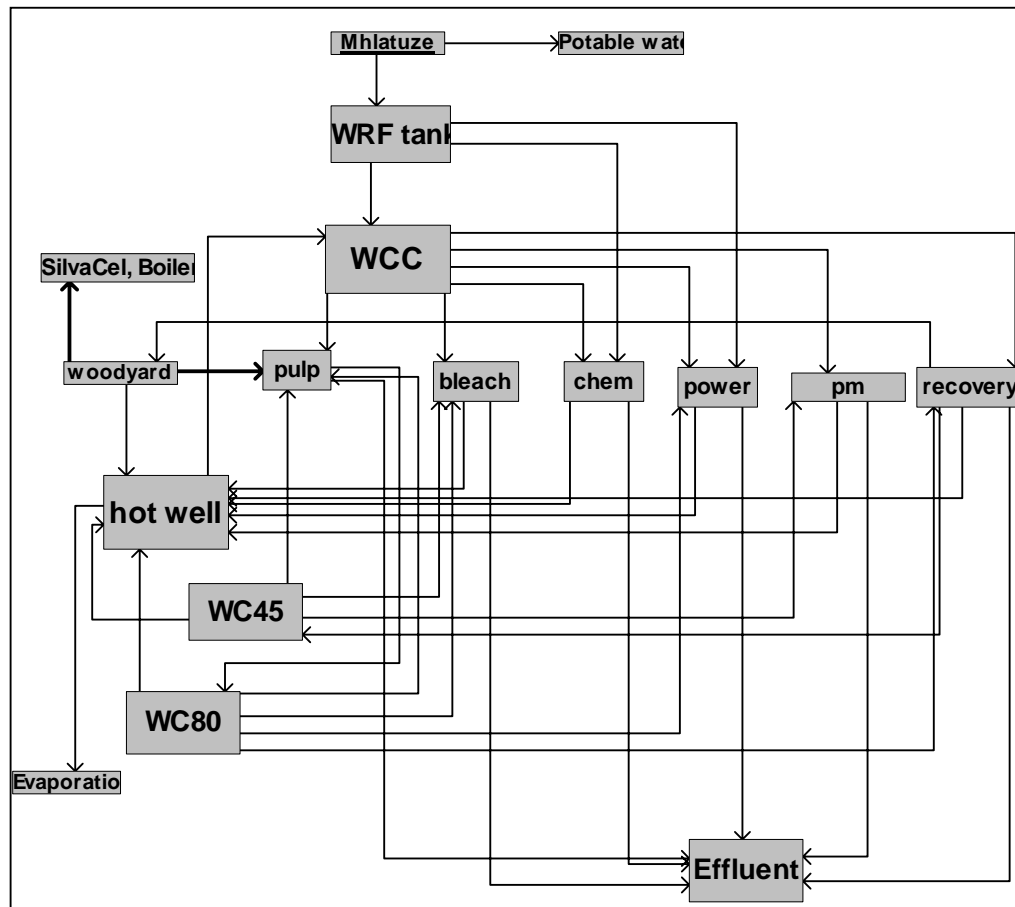 Mhlatuze
Potable wate
WRF tank
WCC
SilvaCel, Boiler
woodyard
pulp
bleach
chem
power
pm
recovery
hot well
WC45
WC80
Evaporatio
Effluent